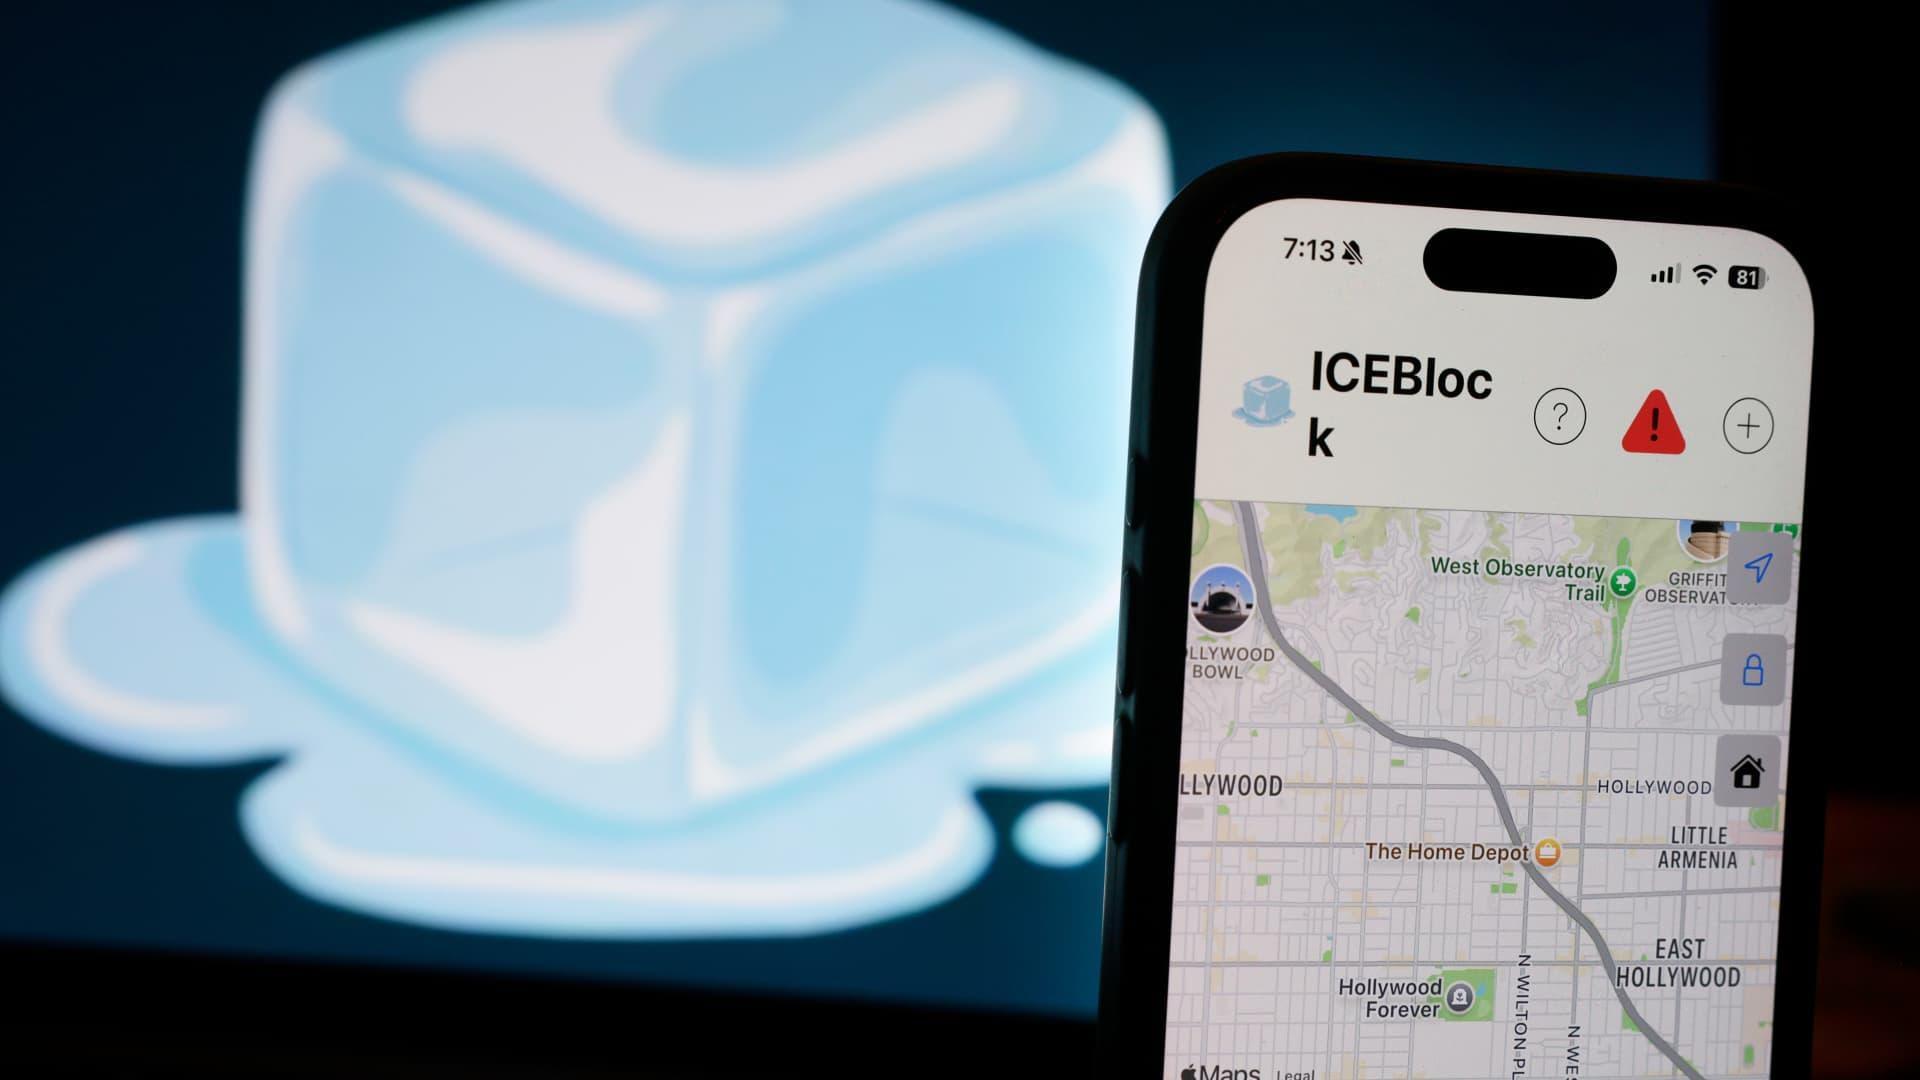 7:13
81
ICEBloc
k
?
!
+
West Observatory
Trail
GRIFFIT
OBSERVAT
LLYWOOD
BOWL
LLYWOOD
HOLLYWOOD
LITTLE
ARMENIA
The Home Depot
EAST
HOLLYWOOD
Hollywood
Forever
N WILTON PL
N WES
Maps
Legal